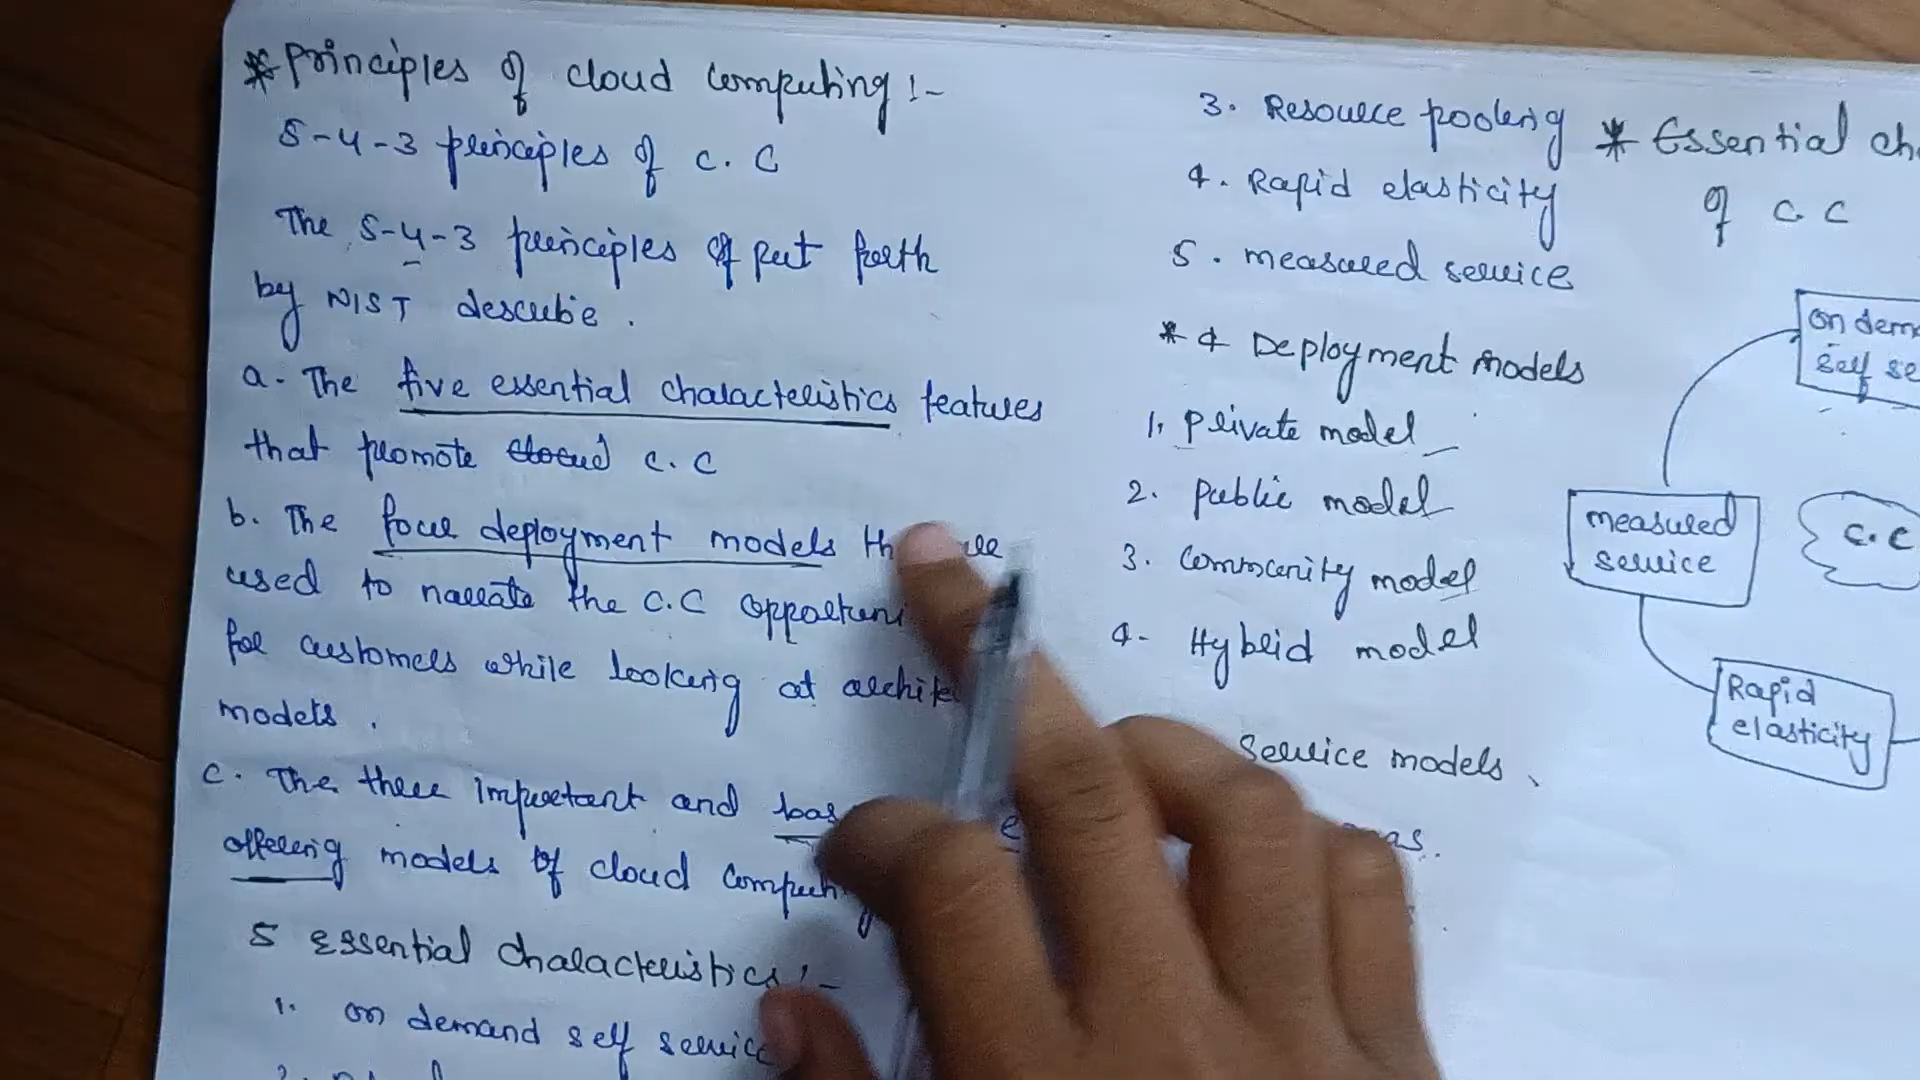 * Principles of cloud computing :-
5-4-3 principles of C.C
The 5-4-3 principles of put forth
by NIST describe.
a. The five essential characteristics features
that promote C.C
b. The four deployment models
used to narrate the C.C
for customers while looking at
models.
c. The three important and
offering models of cloud
5 Essential characteristics :-
1. on demand self service
2.
3. Resource pooling
4. Rapid elasticity
5. measured service
* 4 Deployment models
1. private model
2. public model
3. Community model
4. Hybrid model
service models.
* Essential
of C.C
on
self
measured
service
C.C
Rapid
elasticity